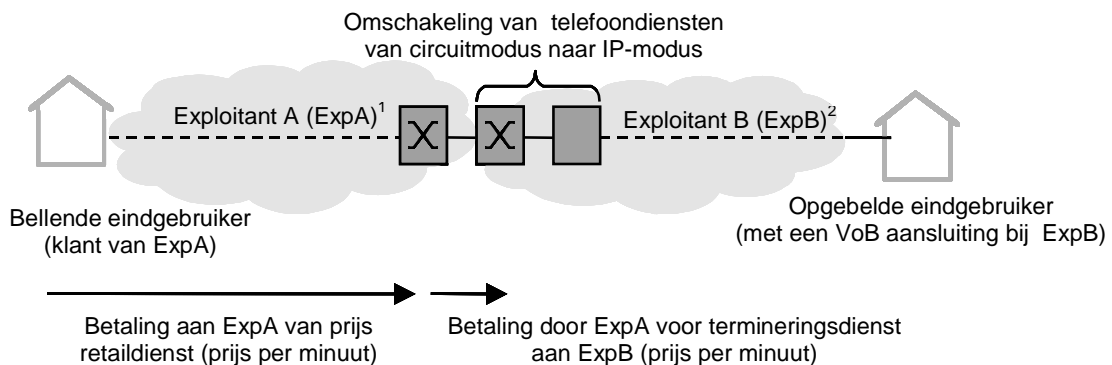 Omschakeling van telefoondiensten
van circuitmodus naar IP-modus
Exploitant A (ExpA)¹
Exploitant B (ExpB)²
Bellende eindgebruiker
(klant van ExpA)
Opgebelde eindgebruiker
(met een VoB aansluiting bij ExpB)
Betaling aan ExpA van prijs
retaildienst (prijs per minuut)
Betaling door ExpA voor termineringsdienst
aan ExpB (prijs per minuut)